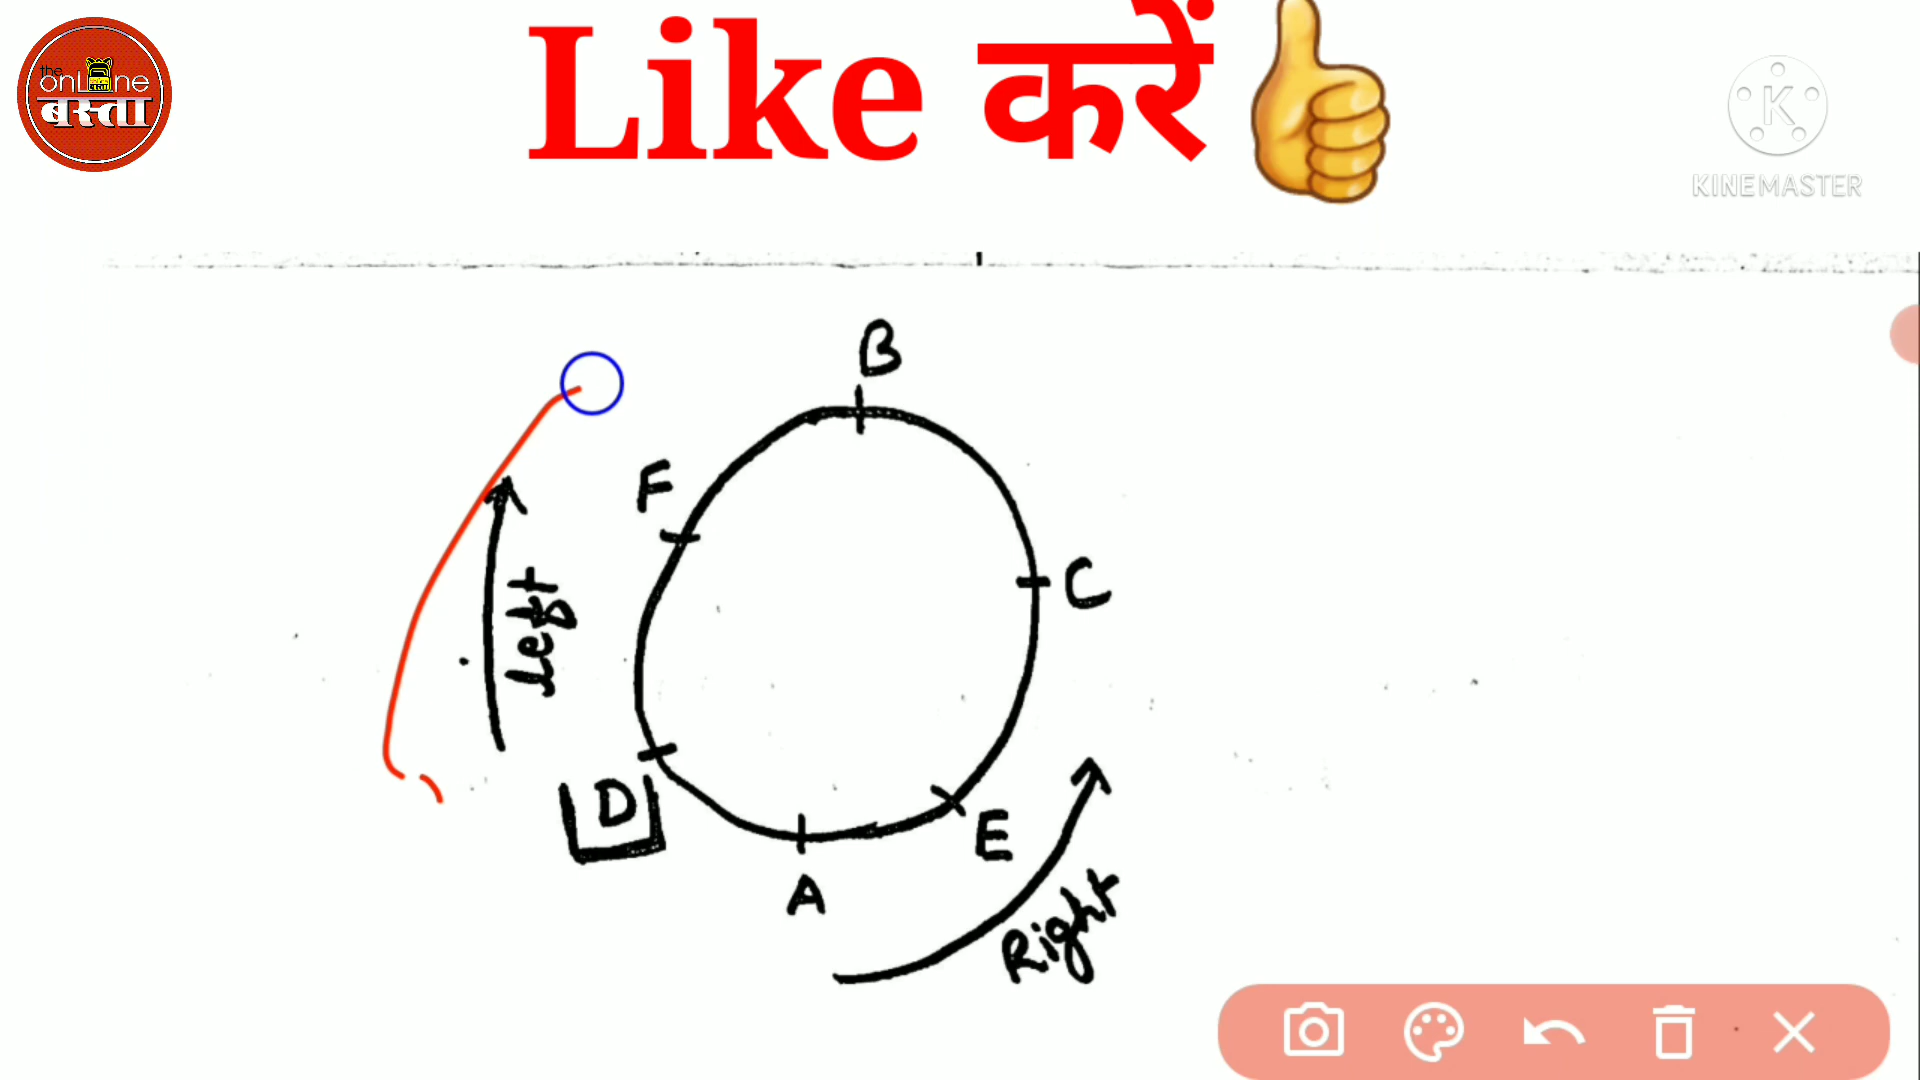 the
onLine
बस्ता
Like करें
K
KINEMASTER
B
F
C
Left
D
E
A
Right